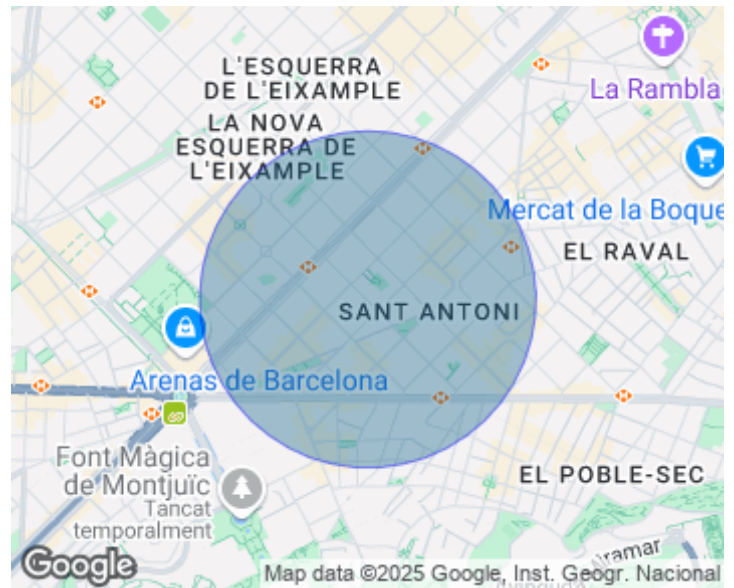 L'ESQUERRA
DE L'EIXAMPLE
La Rambla
LA NOVA
ESQUERRA DE
L'EIXAMPLE
Mercat de la Boque
EL RAVAL
SANT ANTONI
Arenas de Barcelona
Font Màgica
de Montjuïc
Tancat
temporalment
EL POBLE-SEC
Google
Map data ©2025 Google, Inst. Geogr. Nacional